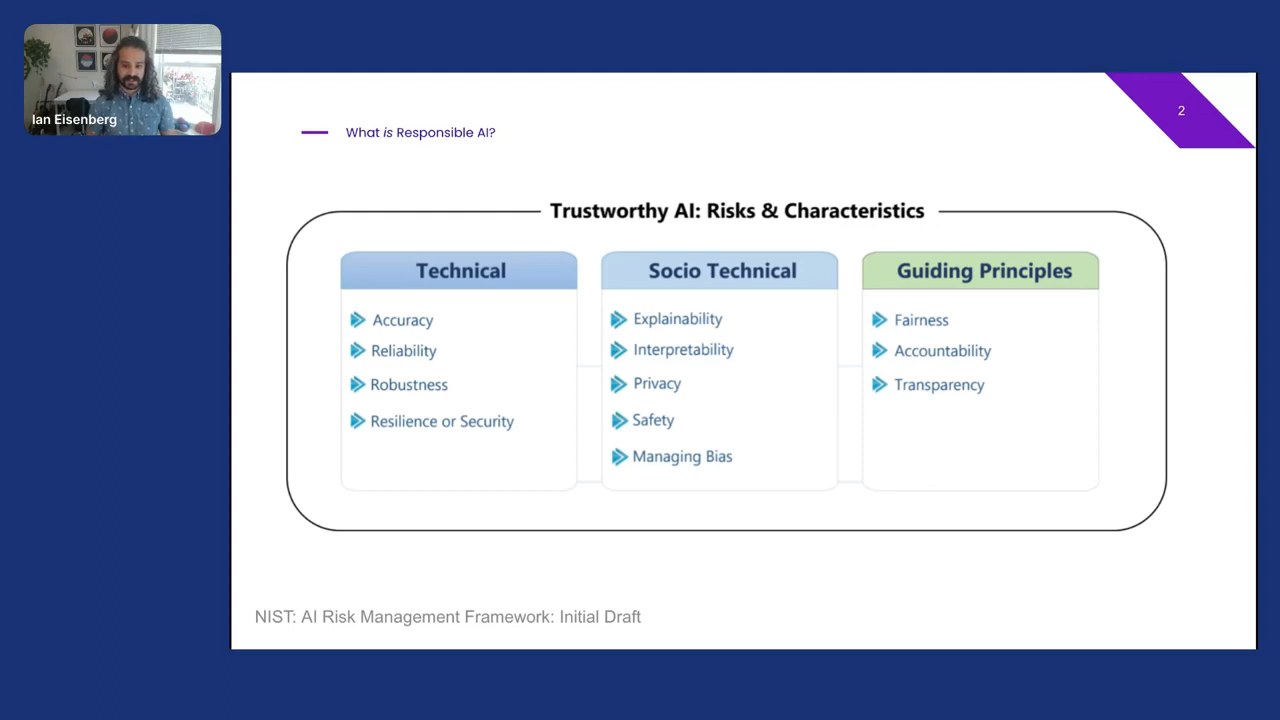 Ian Eisenberg
2
What is Responsible AI?
Trustworthy AI: Risks & Characteristics
Technical
Accuracy
Reliability
Robustness
Resilience or Security
Socio Technical
Explainability
Interpretability
Privacy
Safety
Managing Bias
Guiding Principles
Fairness
Accountability
Transparency
NIST: AI Risk Management Framework: Initial Draft